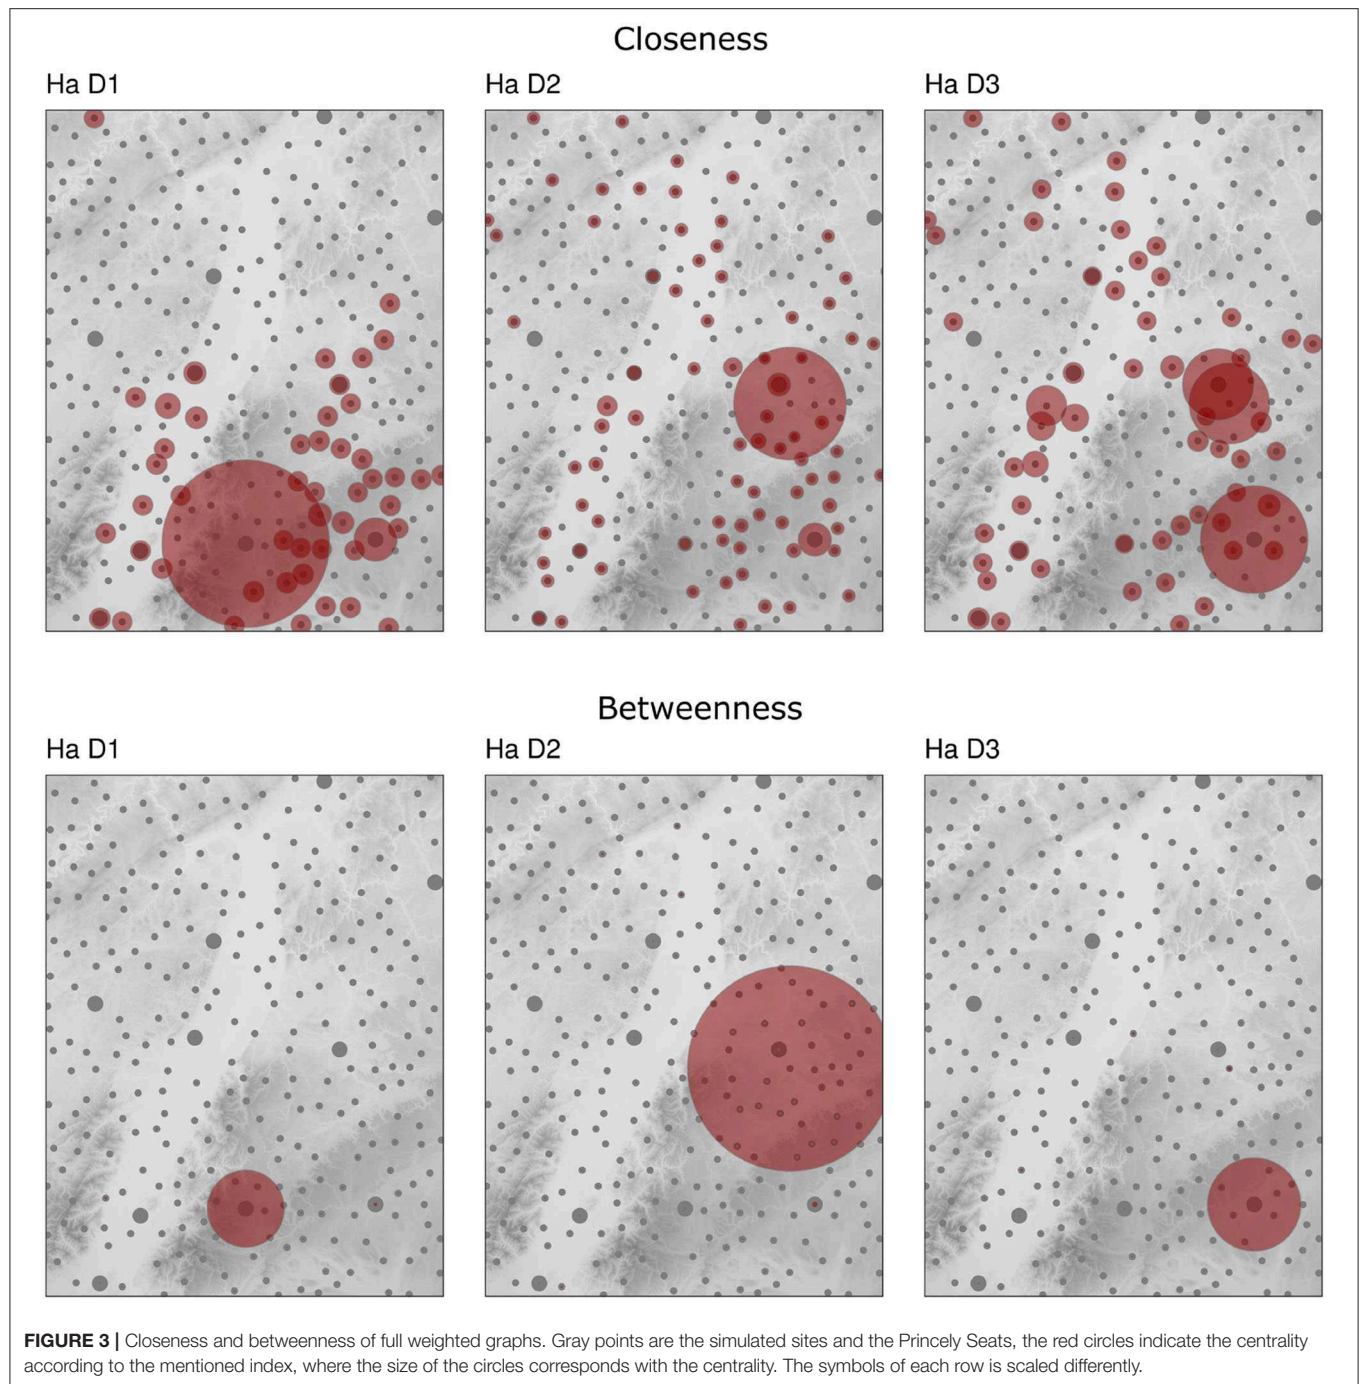 Closeness
Ha D1
Ha D2
Ha D3
Betweenness
Ha D1
Ha D2
Ha D3
FIGURE 3 | Closeness and betweenness of full weighted graphs. Gray points are the simulated sites and the Princely Seats, the red circles indicate the centrality
according to the mentioned index, where the size of the circles corresponds with the centrality. The symbols of each row is scaled differently.